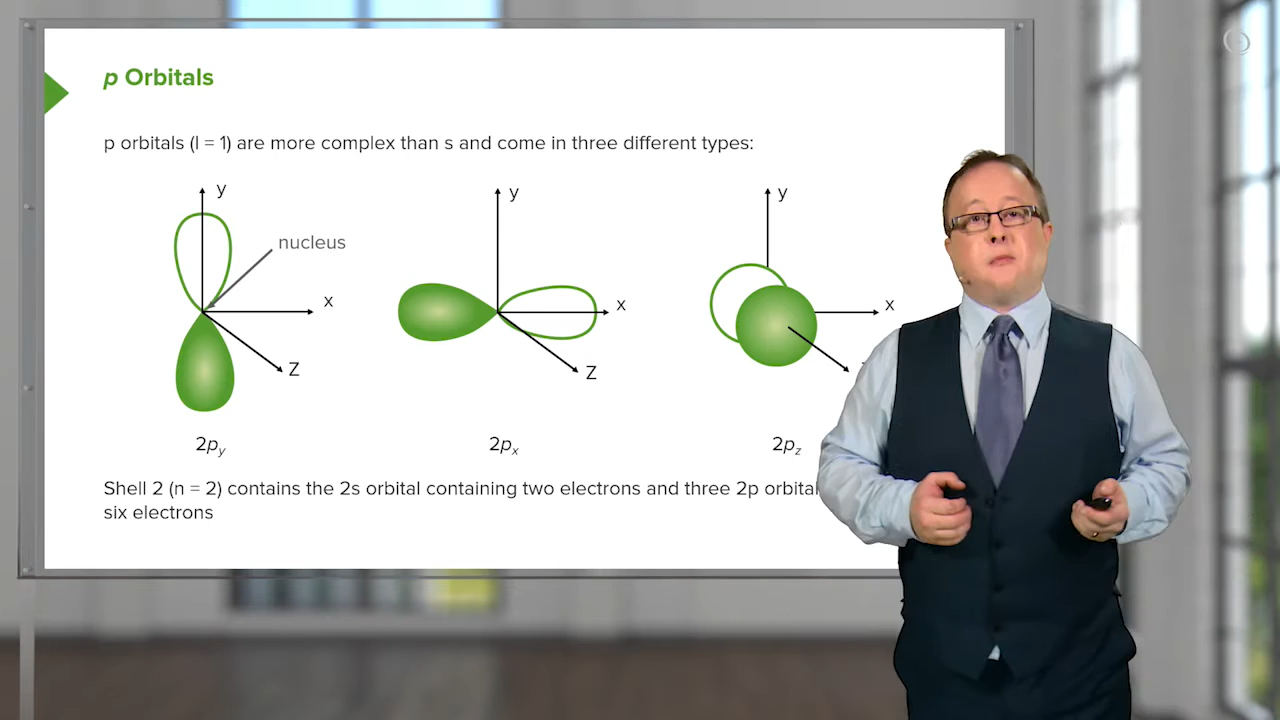 p Orbitals
p orbitals (l = 1) are more complex than s and come in three different types:
y
nucleus
x
Z
2py
y
x
Z
2px
y
x
2pz
Shell 2 (n = 2) contains the 2s orbital containing two electrons and three 2p
six electrons